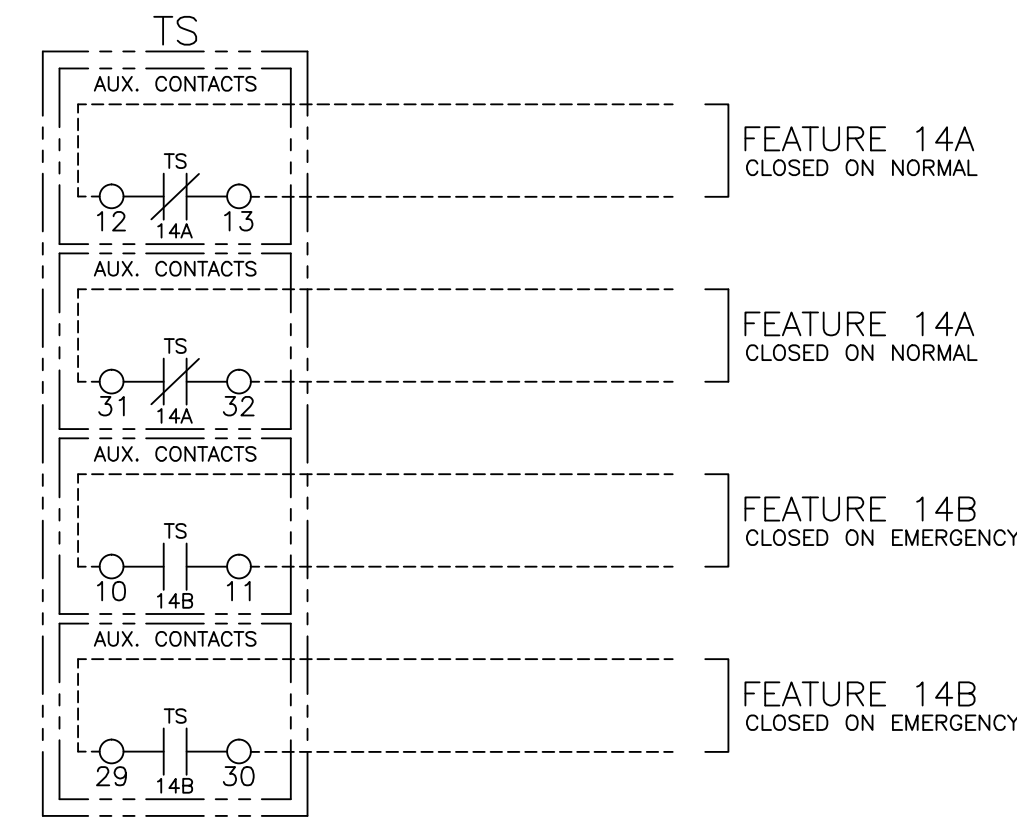 TS
AUX. CONTACTS
TS
12 13
14A
FEATURE 14A
CLOSED ON NORMAL
AUX. CONTACTS
TS
31 32
14A
FEATURE 14A
CLOSED ON NORMAL
AUX. CONTACTS
TS
10 11
14B
FEATURE 14B
CLOSED ON EMERGENCY
AUX. CONTACTS
TS
29 30
14B
FEATURE 14B
CLOSED ON EMERGENCY